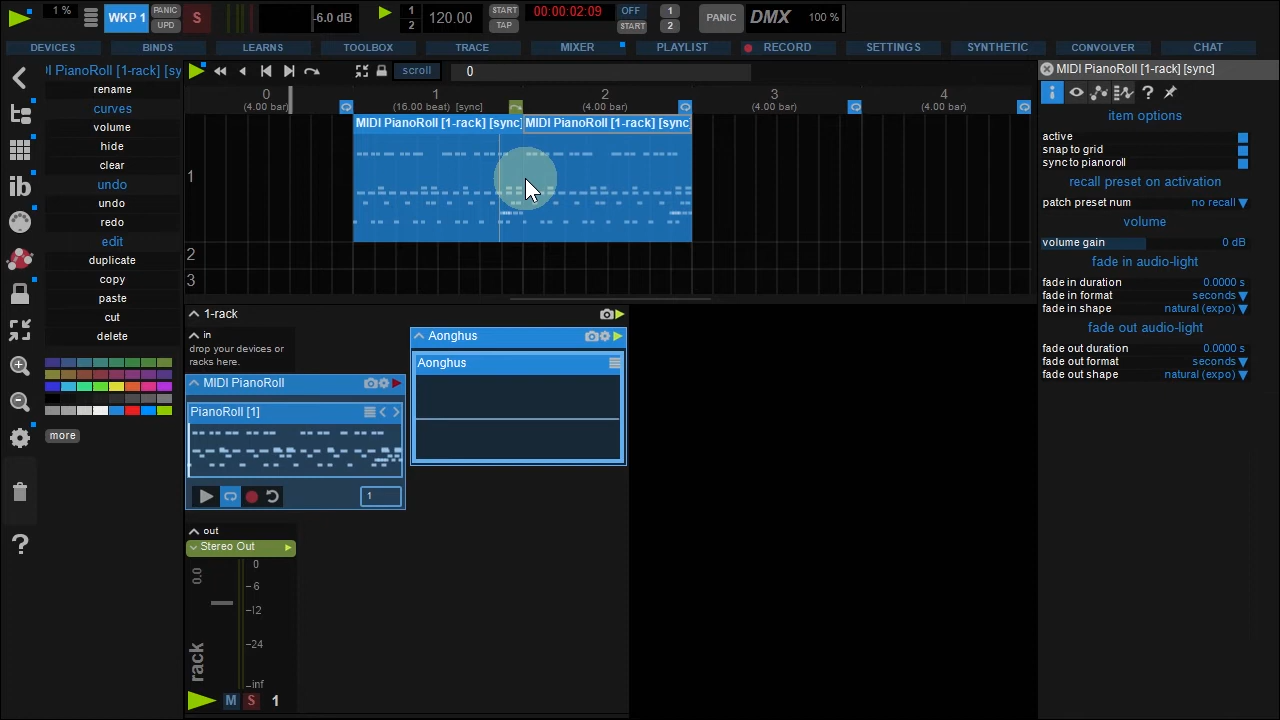 1 %
WKP 1
PANIC
UPD
S
-6.0 dB
1
2
120.00
START
TAP
00:00:02:09
OFF
START
1
2
PANIC
DMX
100 %
DEVICES
BINDS
LEARNS
TOOLBOX
TRACE
MIXER
PLAYLIST
RECORD
SETTINGS
SYNTHETIC
CONVOLVER
CHAT
DI PianoRoll [1-rack] [sy
rename
curves
volume
hide
clear
undo
undo
redo
edit
duplicate
copy
paste
cut
delete
more
ib
?
scroll
0
0
(4.00 bar)
1
(16.00 beat) [sync]
2
(4.00 bar)
3
(4.00 bar)
4
(4.00 bar)
MIDI PianoRoll [1-rack] [sync]
MIDI PianoRoll [1-rack] [sync
1
2
3
1-rack
in
drop your devices or
racks here.
MIDI PianoRoll
PianoRoll [1]
1
Aonghus
Aonghus
out
Stereo Out
0.0
0
-6
-12
-24
-inf
rack
M
S
1
MIDI PianoRoll [1-rack] [sync]
?
item options
active
snap to grid
sync to pianoroll
recall preset on activation
patch preset num no recall
volume
volume gain 0 dB
fade in audio-light
fade in duration 0.0000 s
fade in format seconds
fade in shape natural (expo)
fade out audio-light
fade out duration 0.0000 s
fade out format seconds
fade out shape natural (expo)